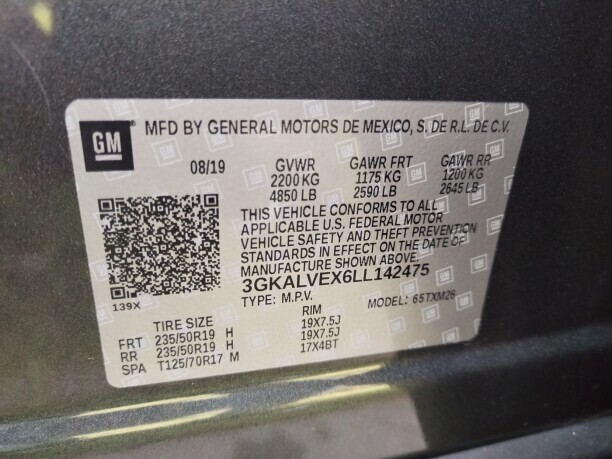 GM MFD BY GENERAL MOTORS DE MEXICO, S. DE R.L. DE C.V.
08/19 GVWR GAWR FRT GAWR RR
2200 KG 1175 KG 1200 KG
4850 LB 2590 LB 2645 LB
THIS VEHICLE CONFORMS TO ALL
APPLICABLE U.S. FEDERAL MOTOR
VEHICLE SAFETY AND THEFT PREVENTION
STANDARDS IN EFFECT ON THE DATE OF
MANUFACTURE SHOWN ABOVE.
3GKALVEX6LL142475
139X TYPE: M.P.V. MODEL: 6STXM26
TIRE SIZE RIM
FRT 235/50R19 H 19X7.5J
RR 235/50R19 H 19X7.5J
SPA T125/70R17 M 17X4BT